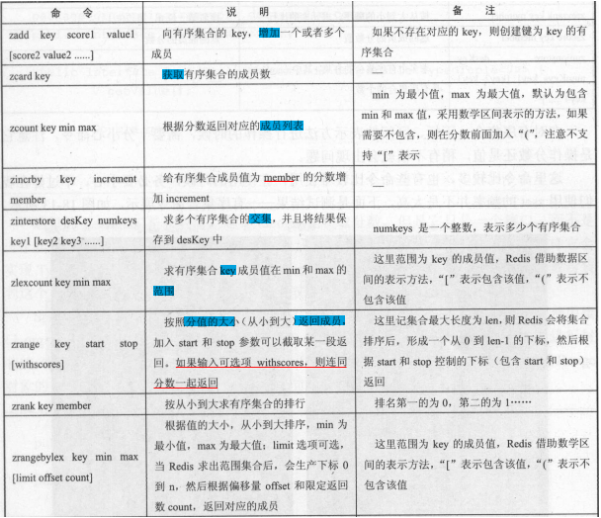 命 令
说 明
备 注
zadd key score1 value1
[score2 value2 ......]
向有序集合的 key，增加一个或者多个
成员
如果不存在对应的 key，则创建键为 key 的有
序集合
zcard key
获取有序集合的成员数
—
zcount key min max
根据分数返回对应的成员列表
min 为最小值，max 为最大值，默认为包含
min 和 max 值，采用数学区间表示的方法，如果
需要不包含，则在分数前面加入“(”，注意不支
持“[”表示
zincrby key increment
member
给有序集合成员值为 member 的分数增
加 increment
—
zinterstore desKey numkeys
key1 [key2 key3 ......]
求多个有序集合的交集，并且将结果保
存到 desKey 中
numkeys 是一个整数，表示多少个有序集合
zlexcount key min max
求有序集合 key 成员值在 min 和 max 的
范围
这里范围为 key 的成员值，Redis 借助数据区
间的表示方法，“[”表示包含该值，“(”表示不
包含该值
zrange key start stop
[withscores]
按照分值的大小（从小到大）返回成员，
加入 start 和 stop 参数可以截取某一段返
回。如果输入可选项 withscores，则连同
分数一起返回
这里记集合最大长度为 len，则 Redis 会将集合
排序后，形成一个从 0 到 len-1 的下标，然后根
据 start 和 stop 控制的下标（包含 start 和 stop）
返回
zrank key member
按从小到大求有序集合的排行
排名第一的为 0，第二的为 1……
zrangebylex key min max
[limit offset count]
根据值的大小，从小到大排序，min 为
最小值，max 为最大值；limit 选项可选，
当 Redis 求出范围集合后，会生产下标 0
到 n，然后根据偏移量 offset 和限定返回
数 count，返回对应的成员
这里范围为 key 的成员值，Redis 借助数学区
间的表示方法，“[”表示包含该值，“(”表示不
包含该值